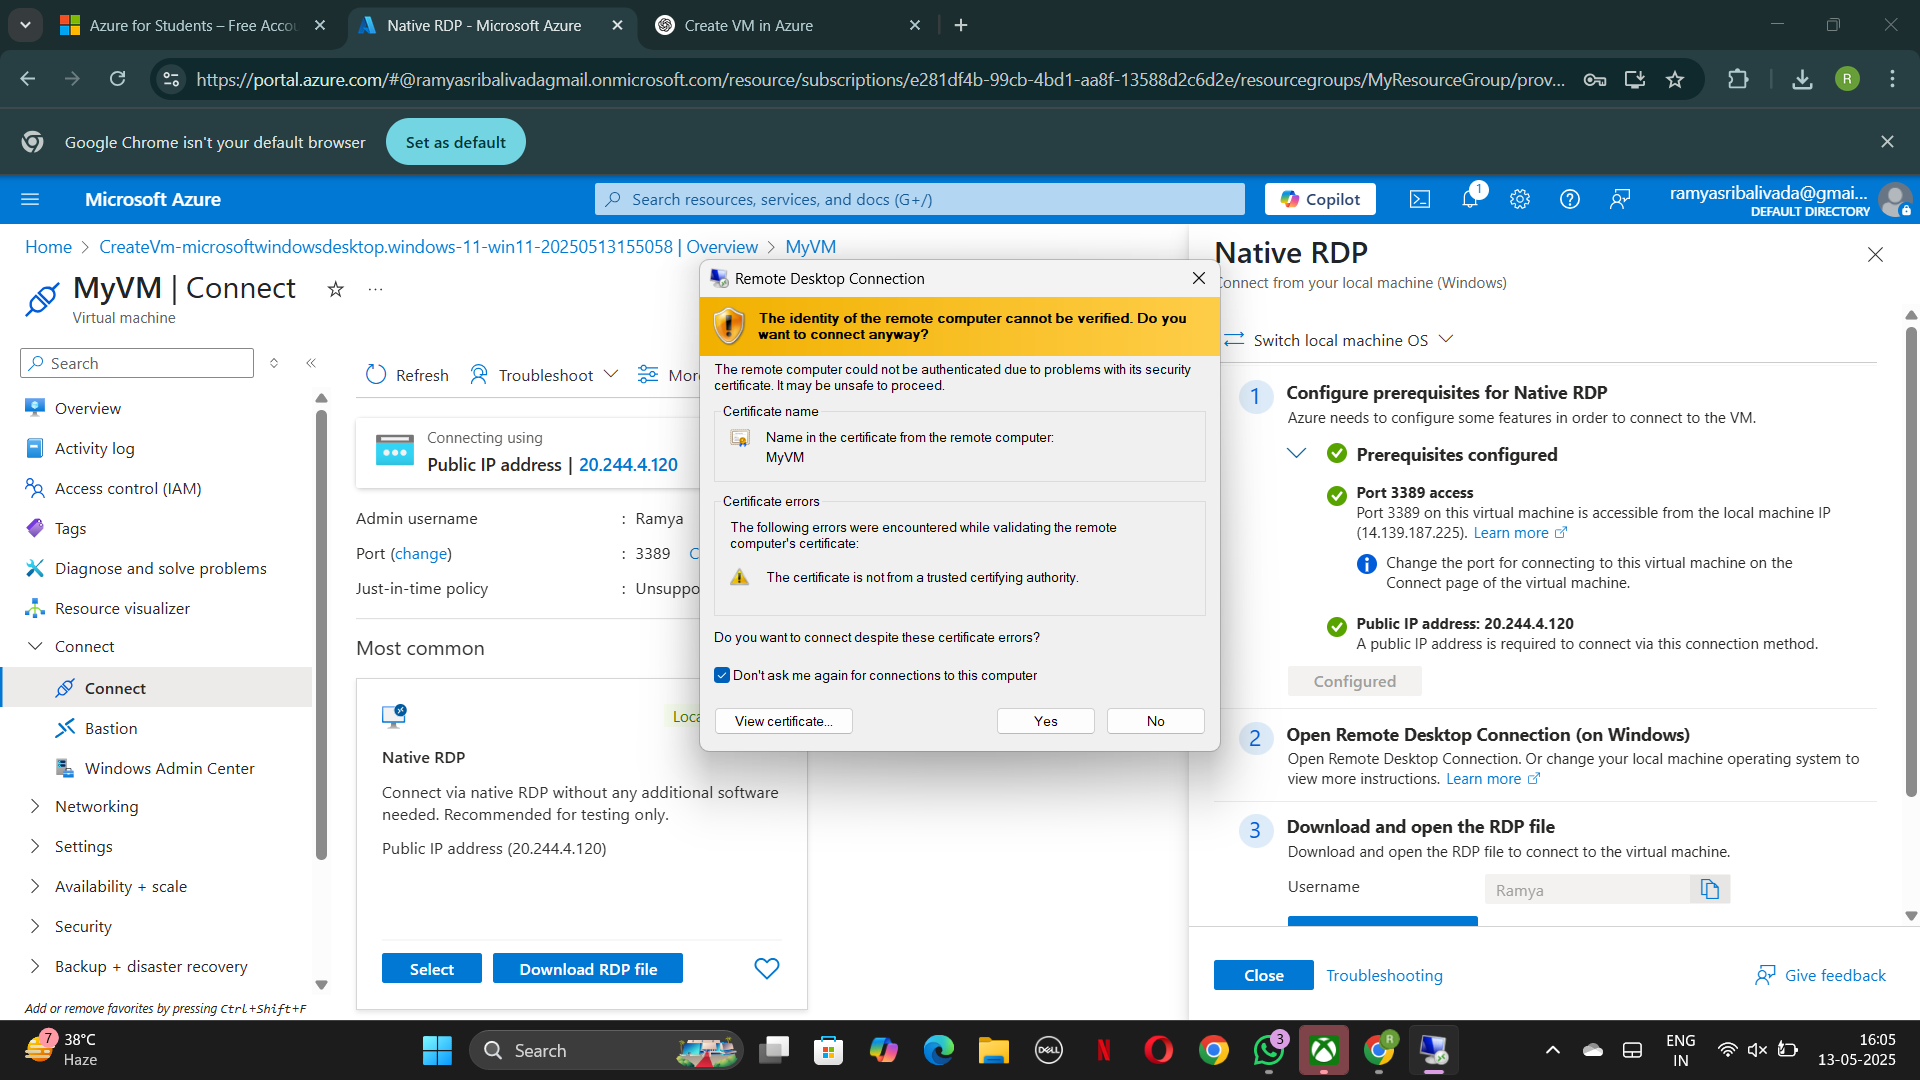 Azure for Students – Free Accou
Native RDP - Microsoft Azure
Create VM in Azure
https://portal.azure.com/#@ramyasribalivadagmail.onmicrosoft.com/resource/subscriptions/e281df4b-99cb-4bd1-aa8f-13588d2c6d2e/resourcegroups/MyResourceGroup/prov...
R
Google Chrome isn't your default browser
Set as default
Microsoft Azure
Search resources, services, and docs (G+/)
Copilot
1
ramyasribalivada@gmai...
DEFAULT DIRECTORY
Home > CreateVm-microsoftwindowsdesktop.windows-11-win11-20250513155058 | Overview > MyVM
MyVM | Connect
Virtual machine
Search
Overview
Activity log
Access control (IAM)
Tags
Diagnose and solve problems
Resource visualizer
Connect
Connect
Bastion
Windows Admin Center
Networking
Settings
Availability + scale
Security
Backup + disaster recovery
Add or remove favorites by pressing Ctrl+Shift+F
Refresh
Troubleshoot
Mor
Connecting using
Public IP address | 20.244.4.120
Admin username : Ramya
Port (change) : 3389 C
Just-in-time policy : Unsuppo
Most common
Loca
Native RDP
Connect via native RDP without any additional software
needed. Recommended for testing only.
Public IP address (20.244.4.120)
Select
Download RDP file
Remote Desktop Connection
The identity of the remote computer cannot be verified. Do you
want to connect anyway?
The remote computer could not be authenticated due to problems with its security
certificate. It may be unsafe to proceed.
Certificate name
Name in the certificate from the remote computer:
MyVM
Certificate errors
The following errors were encountered while validating the remote
computer's certificate:
The certificate is not from a trusted certifying authority.
Do you want to connect despite these certificate errors?
Don't ask me again for connections to this computer
View certificate...
Yes
No
Native RDP
onnect from your local machine (Windows)
Switch local machine OS
1
Configure prerequisites for Native RDP
Azure needs to configure some features in order to connect to the VM.
Prerequisites configured
Port 3389 access
Port 3389 on this virtual machine is accessible from the local machine IP
(14.139.187.225). Learn more
Change the port for connecting to this virtual machine on the
Connect page of the virtual machine.
Public IP address: 20.244.4.120
A public IP address is required to connect via this connection method.
Configured
2
Open Remote Desktop Connection (on Windows)
Open Remote Desktop Connection. Or change your local machine operating system to
view more instructions. Learn more
3
Download and open the RDP file
Download and open the RDP file to connect to the virtual machine.
Username
Ramya
Close
Troubleshooting
Give feedback
7
38°C
Haze
Search
DELL
N
3
R
ENG
IN
16:05
13-05-2025